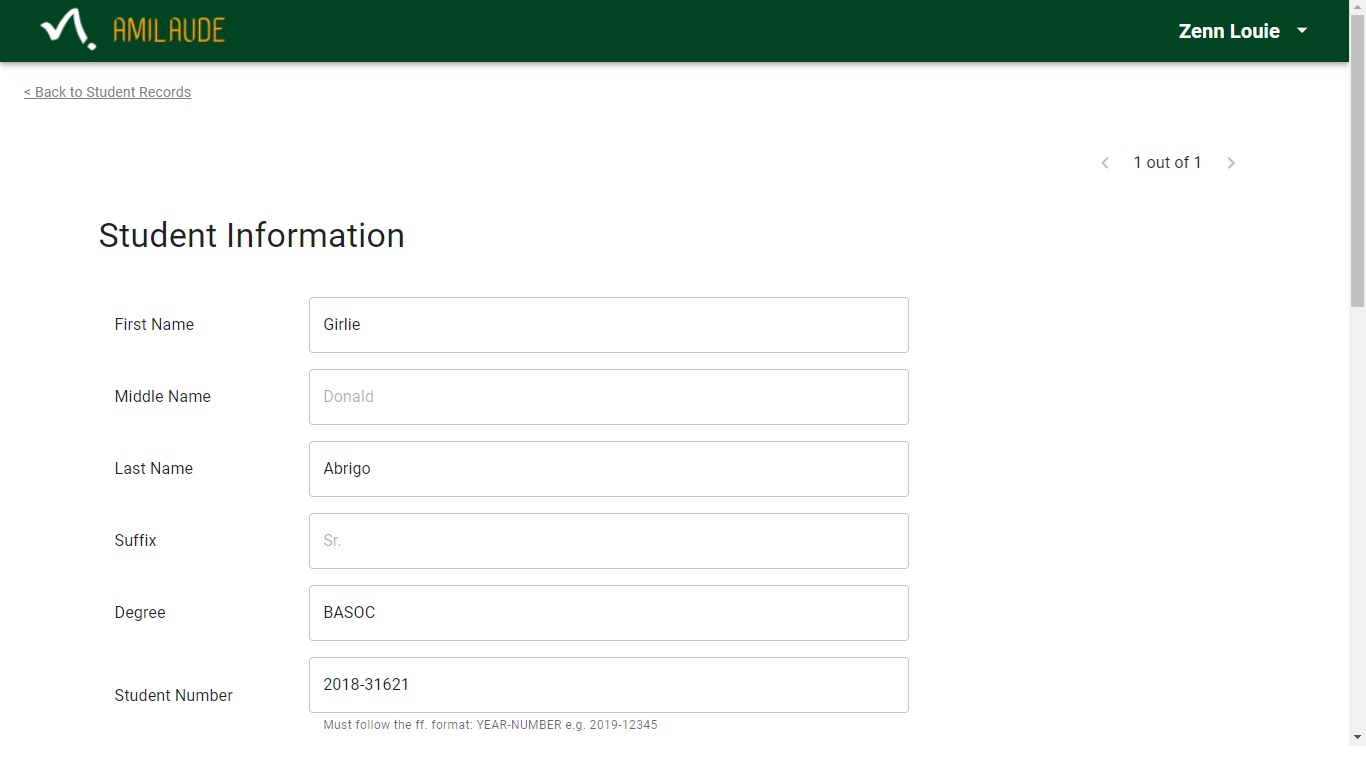 AMILAUDE
Zenn Louie
< Back to Student Records
1 out of 1
Student Information
First Name Girlie
Middle Name Donald
Last Name Abrigo
Suffix Sr.
Degree BASOC
Student Number 2018-31621
Must follow the ff. format: YEAR-NUMBER e.g. 2019-12345